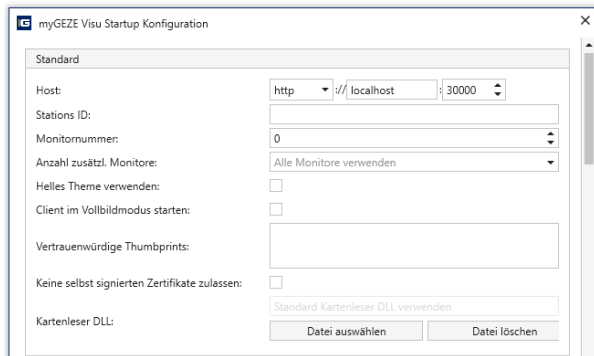 myGEZE Visu Startup Konfiguration
Standard
Host: http :// localhost : 30000
Stations ID:
Monitornummer: 0
Anzahl zusätzl. Monitore: Alle Monitore verwenden
Helles Theme verwenden:
Client im Vollbildmodus starten:
Vertrauenwürdige Thumbprints:
Keine selbst signierten Zertifikate zulassen:
Kartenleser DLL: Standard Kartenleser DLL verwenden
Datei auswählen Datei löschen